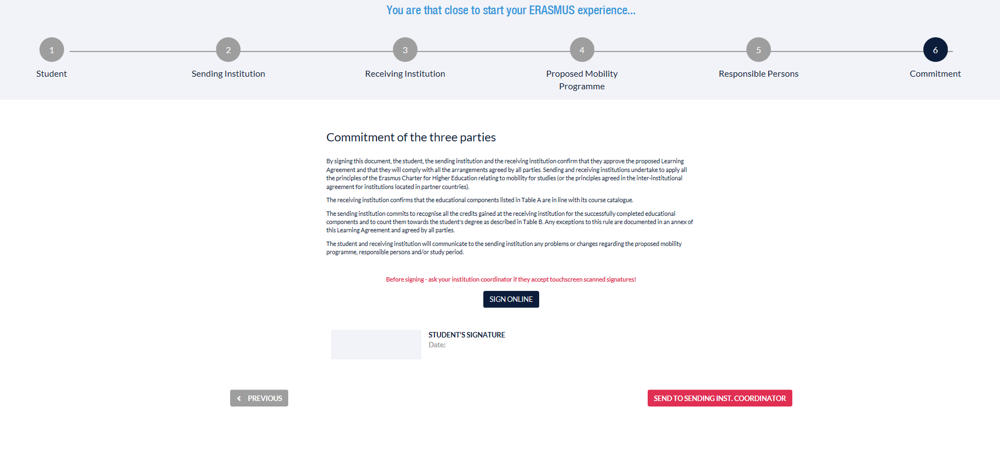 You are that close to start your ERASMUS experience...
1
2
3
4
5
6
Student
Sending Institution
Receiving Institution
Proposed Mobility
Programme
Responsible Persons
Commitment
Commitment of the three parties
By signing this document, the student, the sending institution and the receiving institution confirm that they approve the proposed Learning
Agreement and that they will comply with all the arrangements agreed by all parties. Sending and receiving institutions undertake to apply all
the principles of the Erasmus Charter for Higher Education relating to mobility for studies (or the principles agreed in the inter-institutional
agreement for institutions located in partner countries).
The receiving institution confirms that the educational components listed in Table A are in line with its course catalogue.
The sending institution commits to recognise all the credits gained at the receiving institution for the successfully completed educational
components and to count them towards the student's degree as described in Table B. Any exceptions to this rule are documented in an annex of
this Learning Agreement and agreed by all parties.
The student and receiving institution will communicate to the sending institution any problems or changes regarding the proposed mobility
programme, responsible persons and/or study period.
Before signing - ask your institution coordinator if they accept touchscreen scanned signatures!
SIGN ONLINE
STUDENT'S SIGNATURE
Date:
PREVIOUS
SEND TO SENDING INST. COORDINATOR